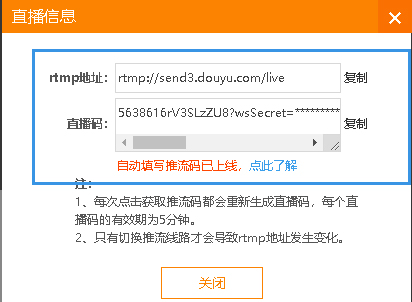 直播信息
rtmp地址: rtmp://send3.douyu.com/live 复制
直播码: 5638616rV3SLzZU8?wsSecret=********* 复制
自动填写推流码已上线，点此了解
注:
1、每次点击获取推流码都会重新生成直播码，每个直
播码的有效期为5分钟。
2、只有切换推流线路才会导致rtmp地址发生变化。
关闭